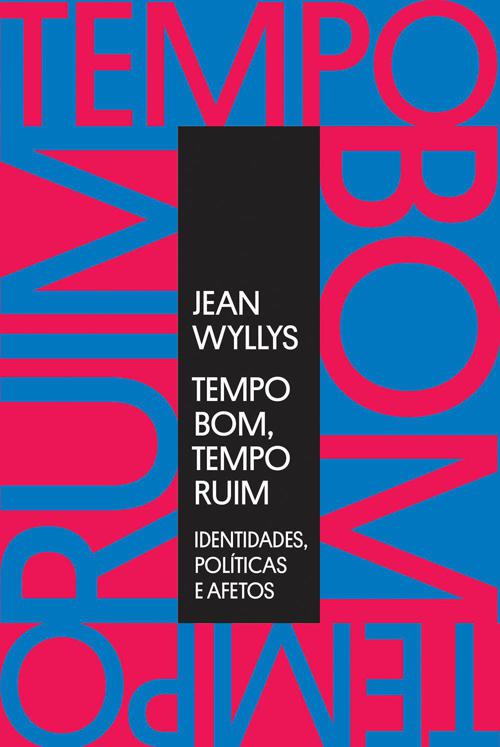 TEMPO
BOM
TEMPO
RUIM
JEAN
WYLLYS
TEMPO
BOM,
TEMPO
RUIM
IDENTIDADES,
POLÍTICAS
E AFETOS